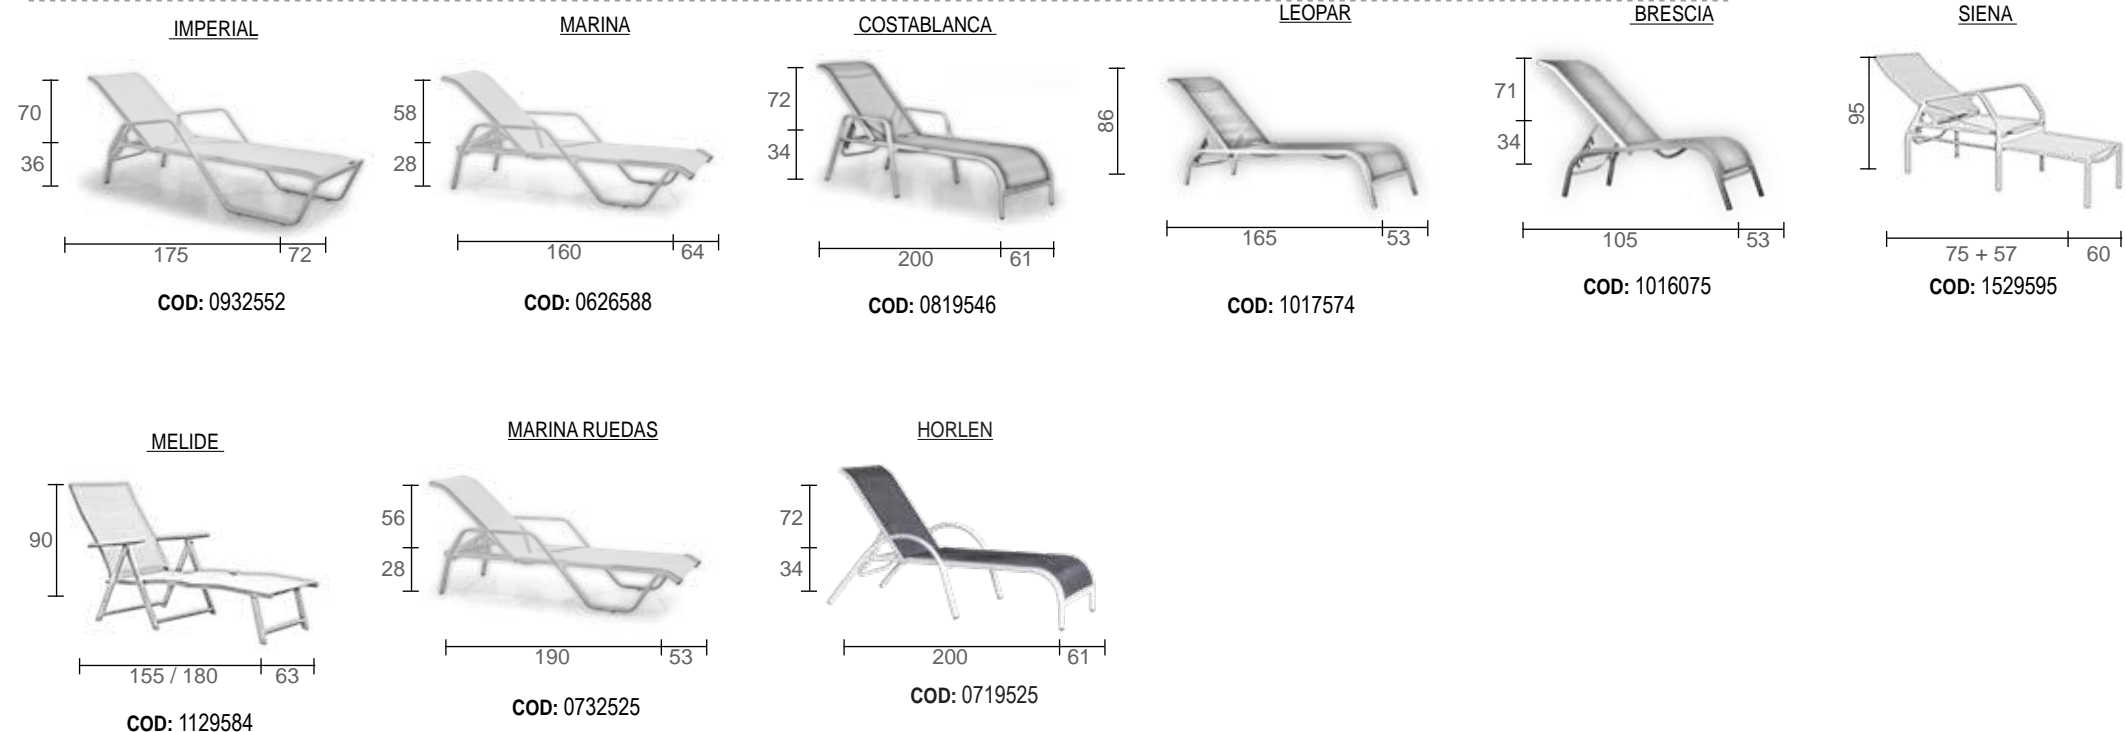 IMPERIAL
70
36
175
72
COD: 0932552
MARINA
58
28
160
64
COD: 0626588
COSTABLANCA
72
34
200
61
COD: 0819546
LEOPAR
86
165
53
COD: 1017574
BRESCIA
71
34
105
53
COD: 1016075
SIENA
95
75 + 57
60
COD: 1529595
MELIDE
90
155 / 180
63
COD: 1129584
MARINA RUEDAS
56
28
190
53
COD: 0732525
HORLEN
72
34
200
61
COD: 0719525